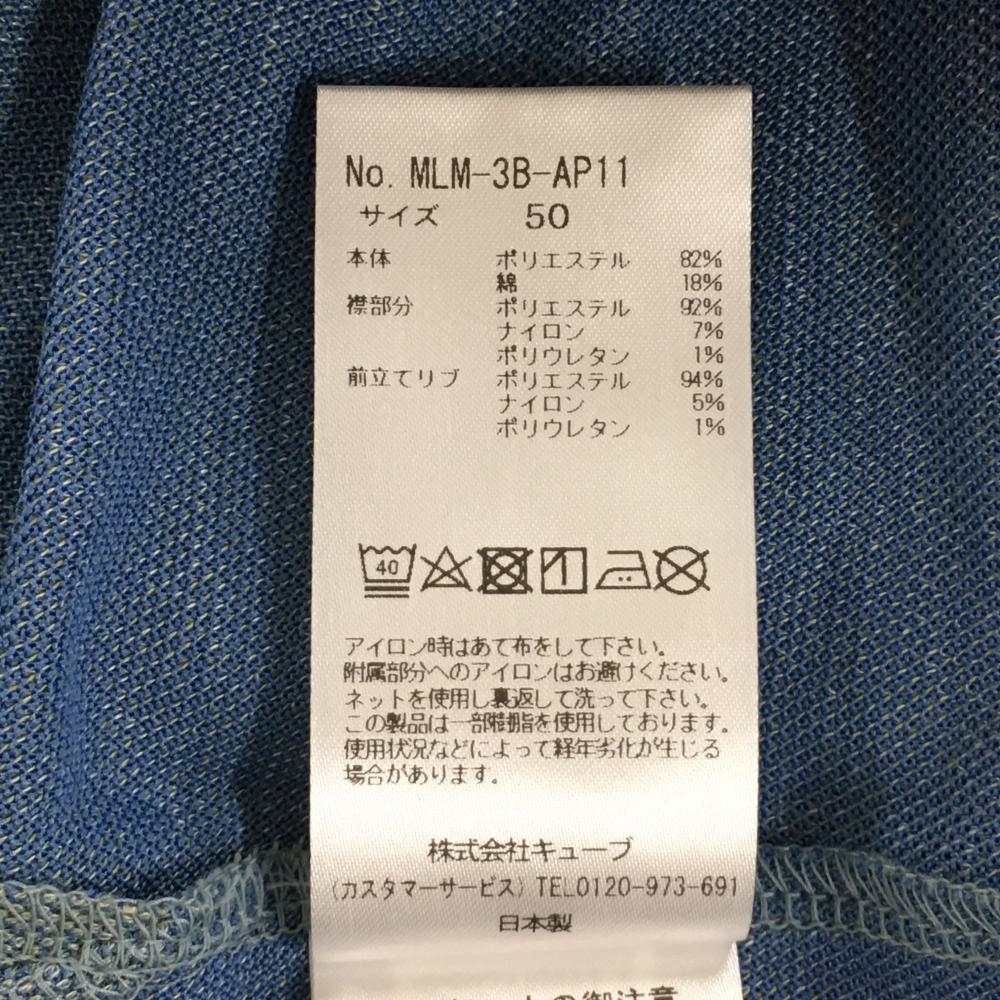 No. MLM-3B-AP11
サイズ 50
本体 ポリエステル 82%
綿 18%
襟部分 ポリエステル 92%
ナイロン 7%
ポリウレタン 1%
前立てリブ ポリエステル 94%
ナイロン 5%
ポリウレタン 1%
40
アイロン時はあて布をして下さい。
附属部分へのアイロンはお避けください。
ネットを使用し裏返して洗って下さい。
この製品は一部樹脂を使用しております。
使用状況などによって経年劣化が生じる
場合があります。
株式会社キューブ
(カスタマーサービス) TEL0120-973-691
日本製
の御注意